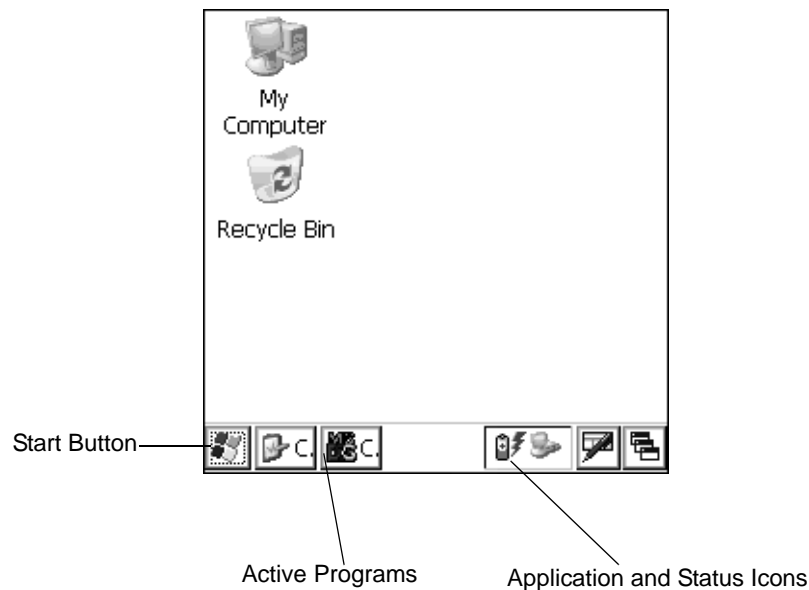 My
Computer
Recycle Bin
Start Button
C.
C.
Active Programs
Application and Status Icons